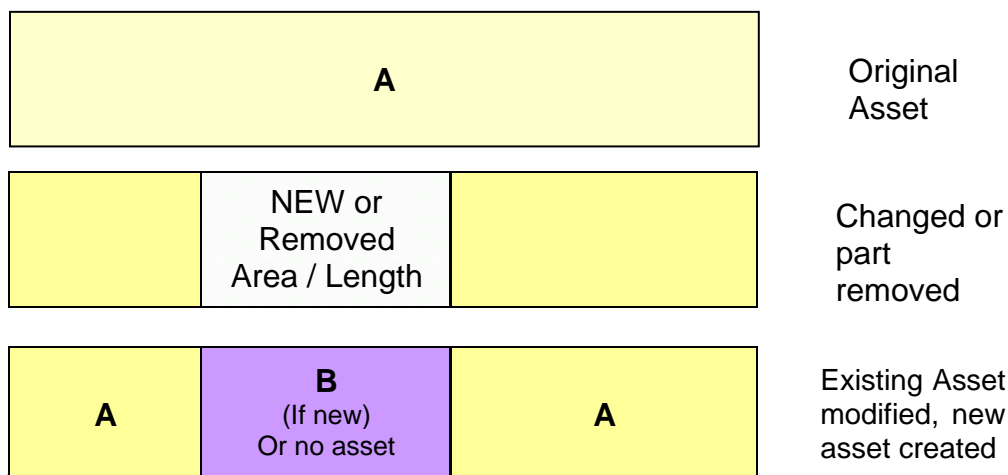 A
Original
Asset
NEW or
Removed
Area / Length
Changed or
part
removed
A
B
(If new)
Or no asset
A
Existing Asset
modified, new
asset created